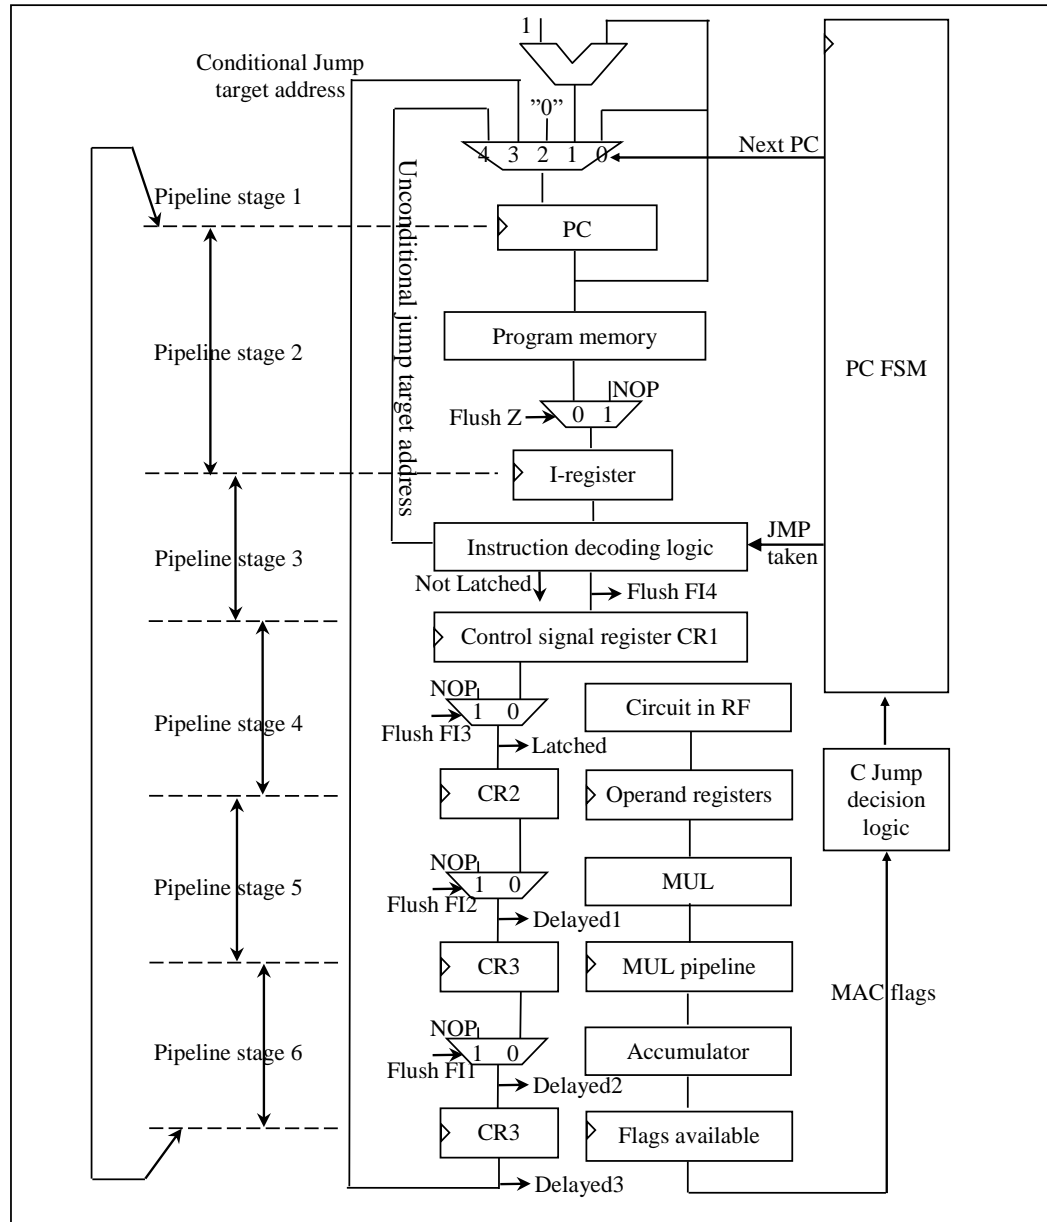 1
Conditional Jump
target address
"0"
4 3 2 1 0
Next PC
Pipeline stage 1
PC
Unconditional jump target address
Program memory
Pipeline stage 2
PC FSM
NOP
Flush Z
0 1
I-register
JMP
taken
Instruction decoding logic
Pipeline stage 3
Not Latched
Flush FI4
Control signal register CR1
NOP
1 0
Circuit in RF
Pipeline stage 4
Flush FI3
Latched
C Jump
decision
logic
CR2
Operand registers
NOP
1 0
MUL
Pipeline stage 5
Flush FI2
Delayed1
CR3
MUL pipeline
MAC flags
NOP
1 0
Accumulator
Pipeline stage 6
Flush FI1
Delayed2
CR3
Flags available
Delayed3